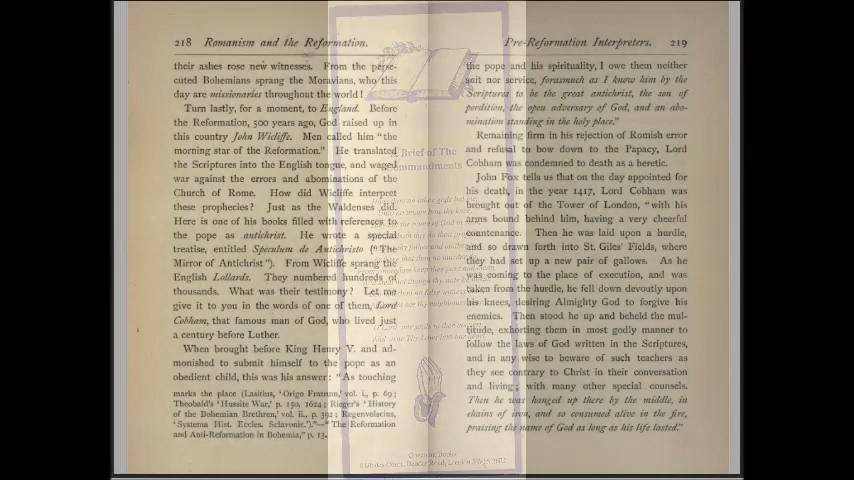 218 Romanism and the Reformation.
their ashes rose new witnesses. From the perse-
cuted Bohemians sprang the Moravians, who this
day are missionaries throughout the world!
Turn lastly, for a moment, to England. Before
the Reformation, 500 years ago, God raised up in
this country John Wicliffe. Men called him "the
morning star of the Reformation." He translated
the Scriptures into the English tongue, and waged
war against the errors and abominations of the
Church of Rome. How did Wicliffe interpret
these prophecies? Just as the Waldenses did.
Here is one of his books filled with references to
the pope as antichrist. He wrote a special
treatise, entitled Speculum de Antichristo ("The
Mirror of Antichrist"). From Wicliffe sprang the
English Lollards. They numbered hundreds of
thousands. What was their testimony? Let me
give it to you in the words of one of them, Lord
Cobham, that famous man of God, who lived just
a century before Luther.
When brought before King Henry V. and ad-
monished to submit himself to the pope as an
obedient child, this was his answer: "As touching
marks the place (Lasitius, 'Origo Fratrum,' vol. i., p. 69;
Theobald's 'Hussite War,' p. 150, 1624; Rieger's 'History
of the Bohemian Brethren,' vol. ii., p. 392; Regenvolscius,
'Systema Hist. Eccles. Sclavonic.')."—"The Reformation
and Anti-Reformation in Bohemia," p. 13.
Pre-Reformation Interpreters. 219
the pope and his spirituality, I owe them neither
suit nor service, forasmuch as I know him by the
Scriptures to be the great antichrist, the son of
perdition, the open adversary of God, and an abo-
mination standing in the holy place."
Remaining firm in his rejection of Romish error
and refusal to bow down to the Papacy, Lord
Cobham was condemned to death as a heretic.
John Fox tells us that on the day appointed for
his death, in the year 1417, Lord Cobham was
brought out of the Tower of London, "with his
arms bound behind him, having a very cheerful
countenance. Then he was laid upon a hurdle,
and so drawn forth into St. Giles' Fields, where
they had set up a new pair of gallows. As he
was coming to the place of execution, and was
taken from the hurdle, he fell down devoutly upon
his knees, desiring Almighty God to forgive his
enemies. Then stood he up and beheld the mul-
titude, exhorting them in most godly manner to
follow the laws of God written in the Scriptures,
and in any wise to beware of such teachers as
they see contrary to Christ in their conversation
and living; with many other special counsels.
Then he was hanged up there by the middle, in
chains of iron, and so consumed alive in the fire,
praising the name of God as long as his life lasted."
A Brief of The
Commandments
Covenant Books